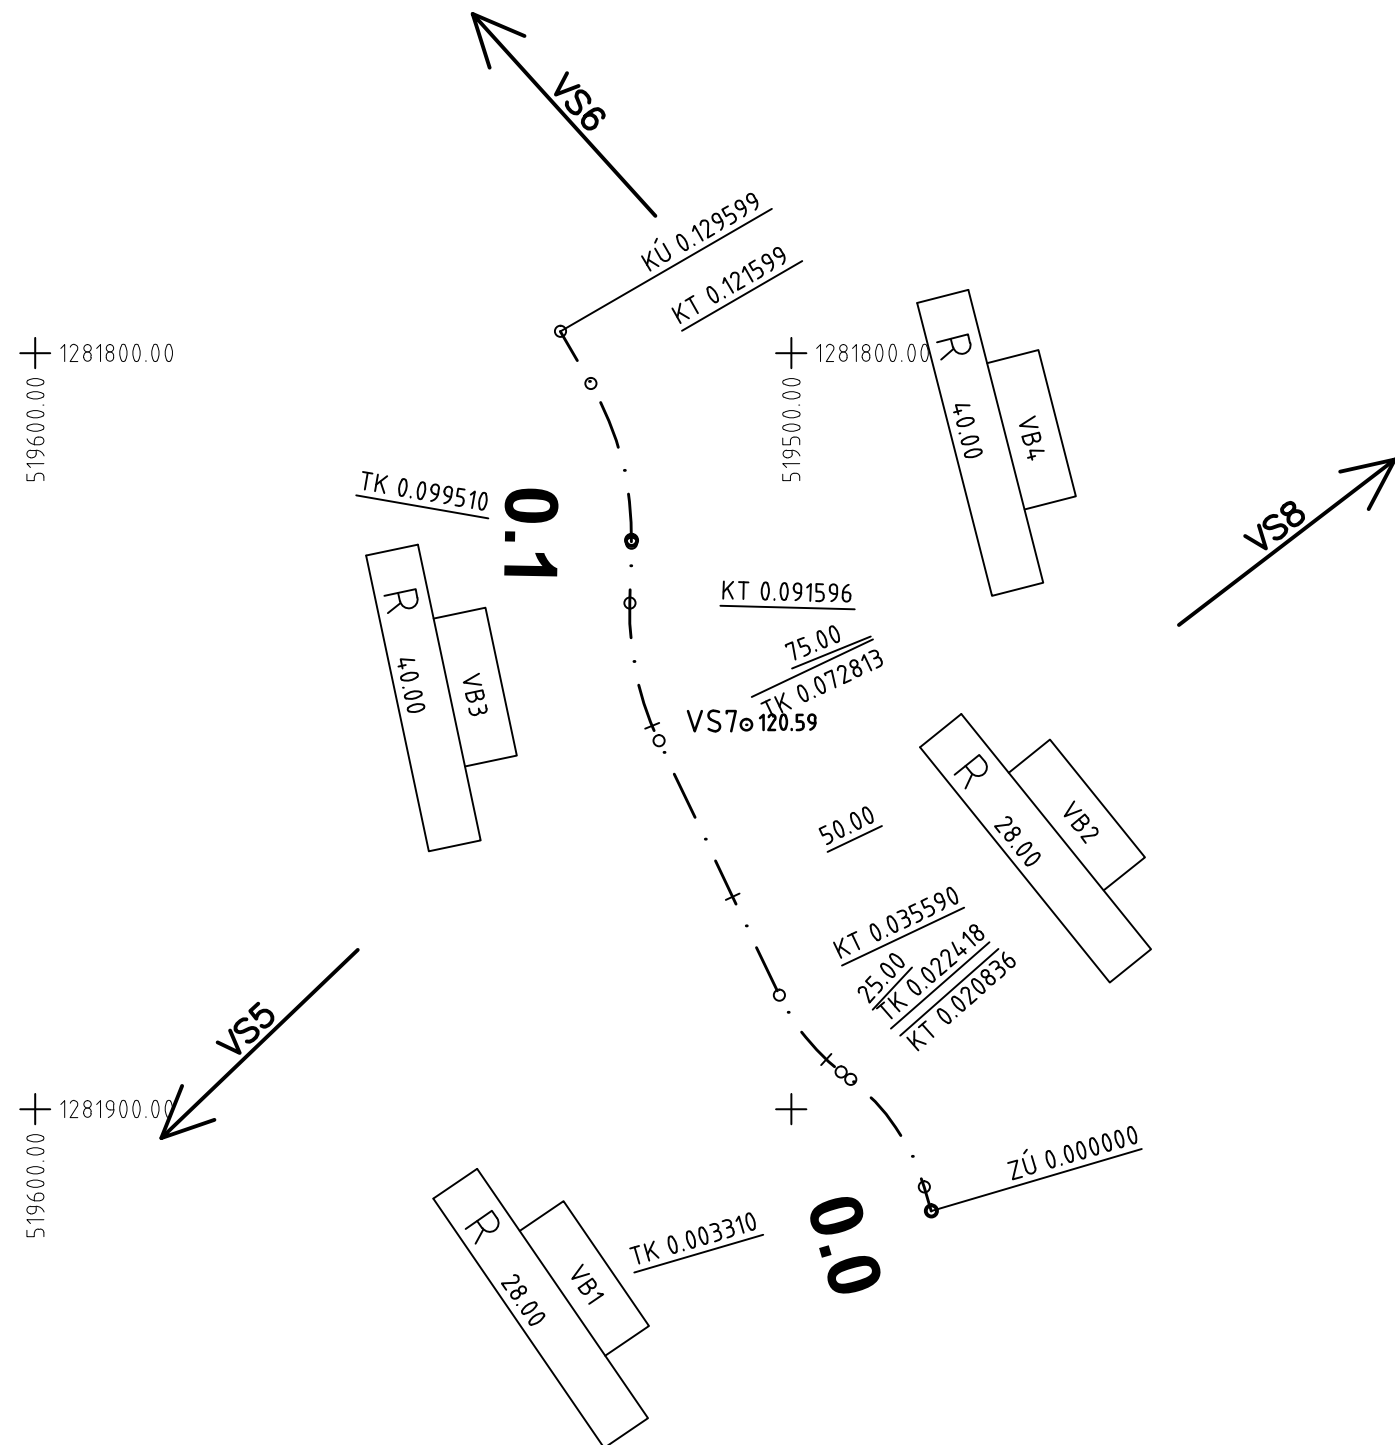 VS6
KÚ 0.129599
KT 0.121599
1281800.00
519600.00
1281800.00
519500.00
R
40.00
VB4
TK 0.099510
0.1
VS8
KT 0.091596
75.00
TK 0.072813
R
40.00
VB3
VS7 120.59
R
28.00
VB2
50.00
KT 0.035590
25.00
TK 0.022418
KT 0.020836
VS5
1281900.00
519600.00
ZÚ 0.000000
0.0
TK 0.003310
R
28.00
VB1